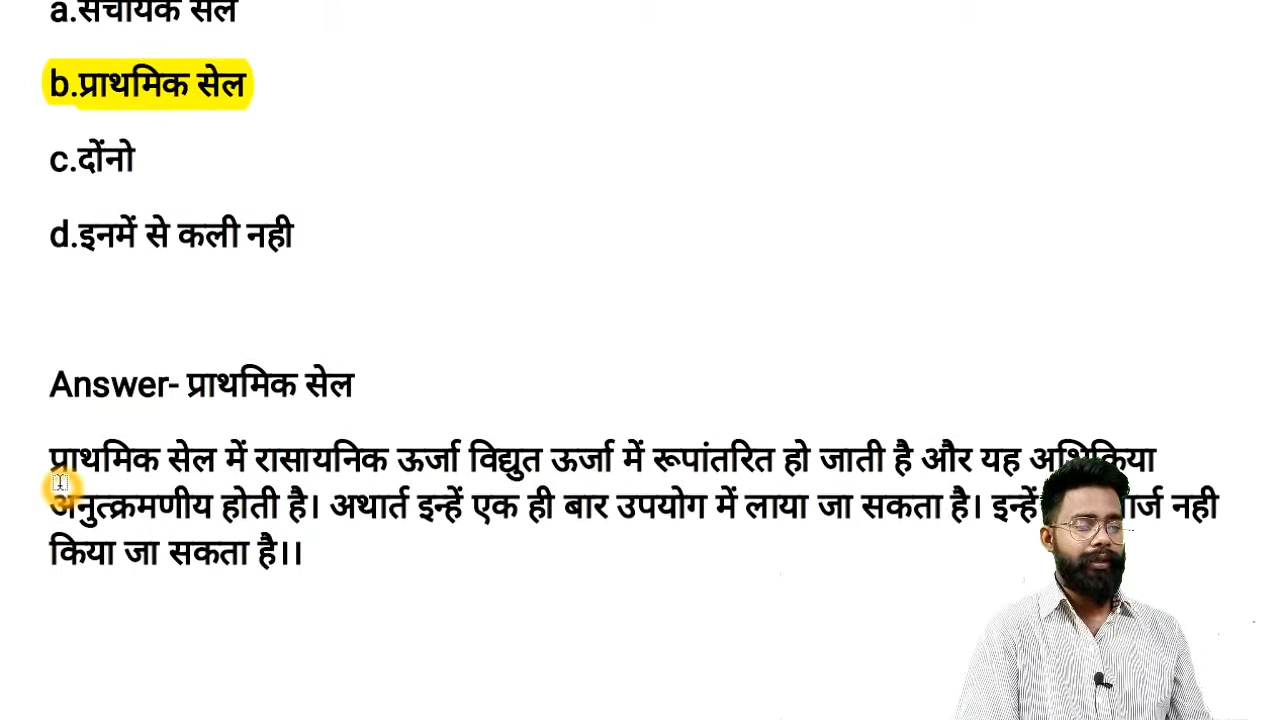 a.संचायक सेल
b.प्राथमिक सेल
c.दोंनो
d.इनमें से कली नही
Answer- प्राथमिक सेल
प्राथमिक सेल में रासायनिक ऊर्जा विद्युत ऊर्जा में रूपांतरित हो जाती है और यह अभिक्रिया
अनुत्क्रमणीय होती है। अथार्त इन्हें एक ही बार उपयोग में लाया जा सकता है। इन्हें नही
किया जा सकता है।।